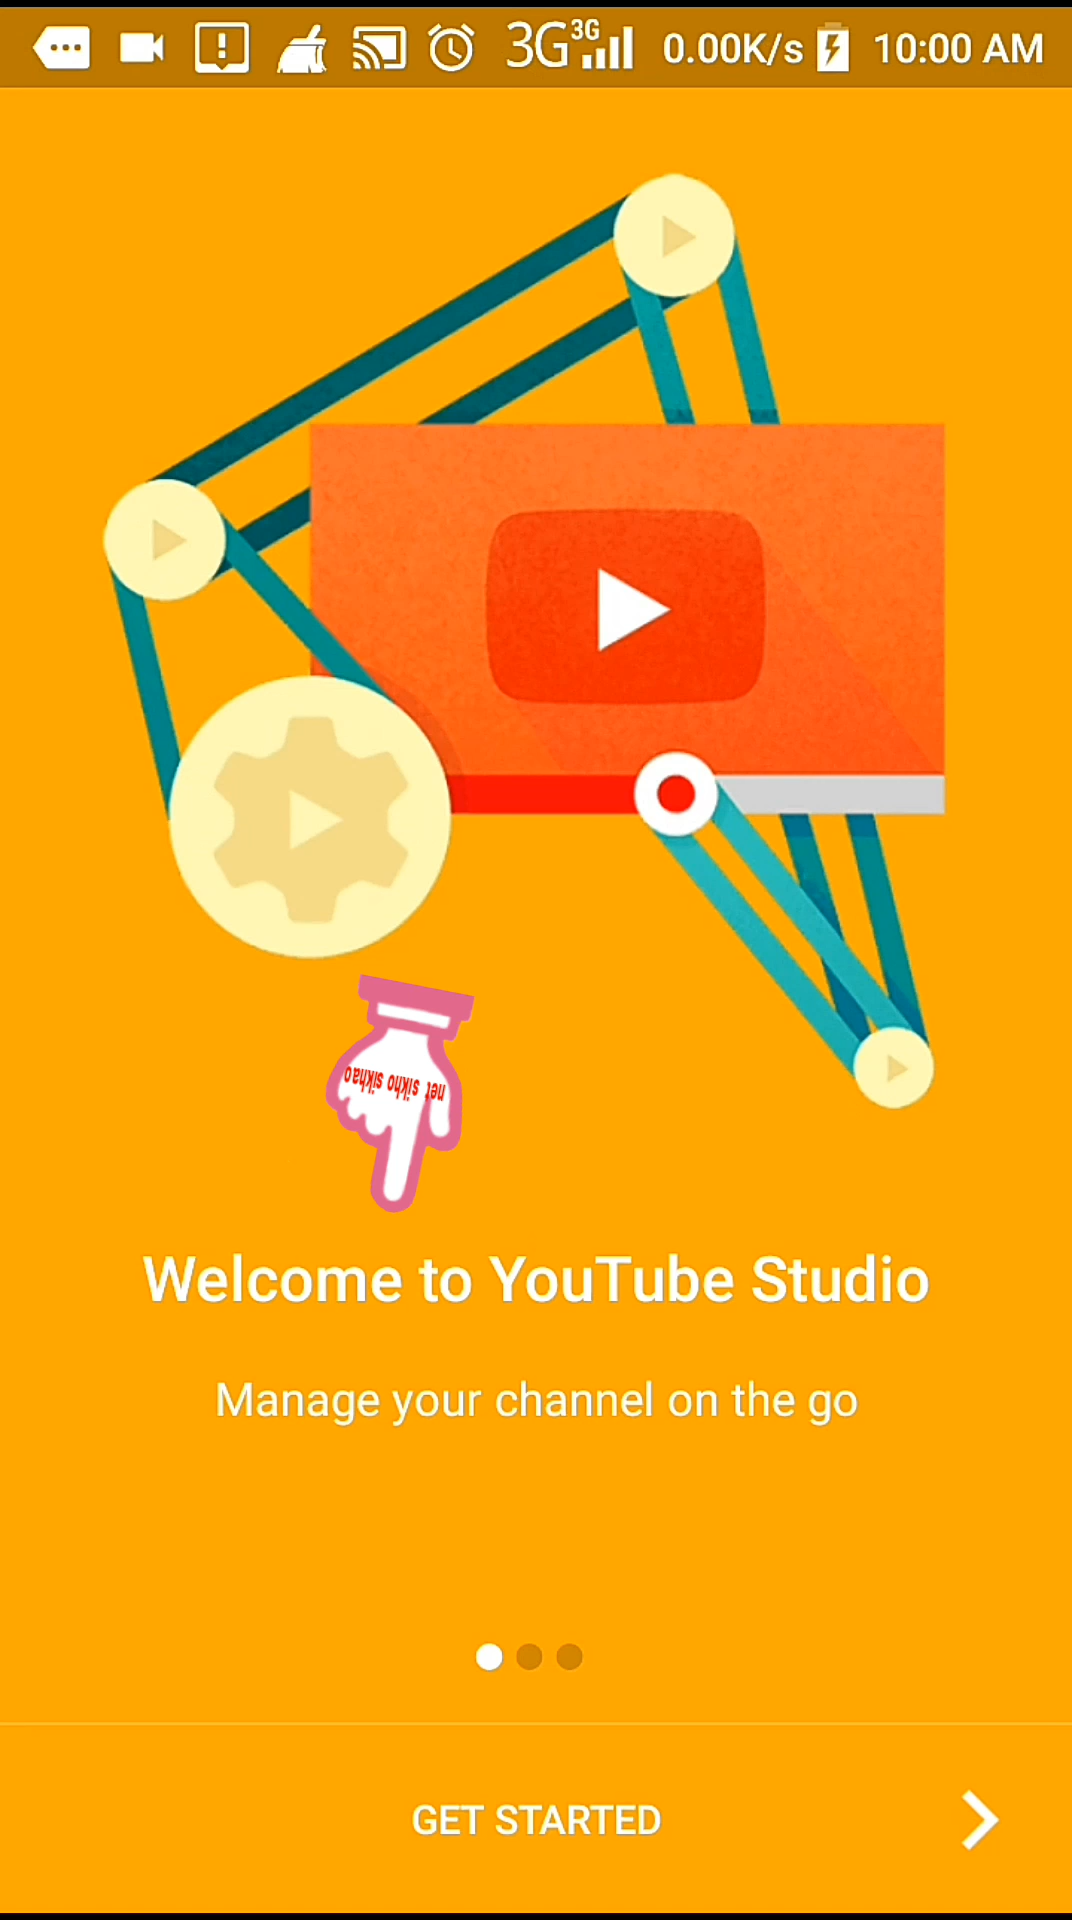 3G 3G 0.00K/s 10:00 AM
net sikho sikhao
Welcome to YouTube Studio
Manage your channel on the go
GET STARTED